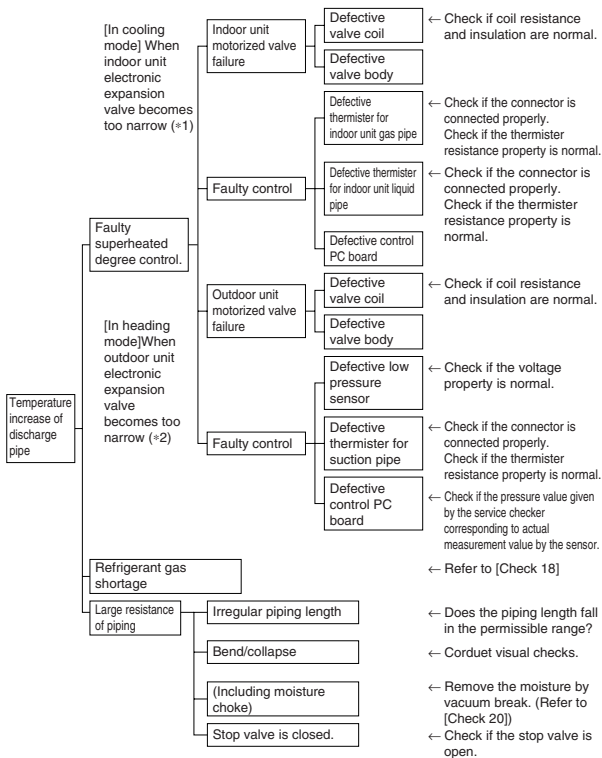 [In cooling
mode] When
indoor unit
electronic
expansion
valve becomes
too narrow (*1)
Indoor unit
motorized valve
failure
Defective
valve coil
← Check if coil resistance
and insulation are normal.
Defective
valve body
Defective
thermister for
indoor unit gas pipe
← Check if the connector is
connected properly.
Check if the thermister
resistance property is normal.
Faulty control
Defective thermister
for indoor unit liquid
pipe
← Check if the connector is
connected properly.
Check if the thermister
resistance property is
normal.
Defective control
PC board
Faulty
superheated
degree control.
[In heading
mode]When
outdoor unit
electronic
expansion
valve
becomes too
narrow (*2)
Outdoor unit
motorized valve
failure
Defective
valve coil
← Check if coil resistance
and insulation are normal.
Defective
valve body
Faulty control
Defective low
pressure
sensor
← Check if the voltage
property is normal.
Defective
thermister for
suction pipe
← Check if the connector is
connected properly.
Check if the thermister
resistance property is normal.
Defective
control PC
board
← Check if the pressure value given
by the service checker
corresponding to actual
measurement value by the sensor.
Temperature
increase of
discharge
pipe
Refrigerant gas
shortage
← Refer to [Check 18]
Large resistance
of piping
Irregular piping length
← Does the piping length fall
in the permissible range?
Bend/collapse
← Corduet visual checks.
(Including moisture
choke)
← Remove the moisture by
vacuum break. (Refer to
[Check 20])
Stop valve is closed.
← Check if the stop valve is
open.